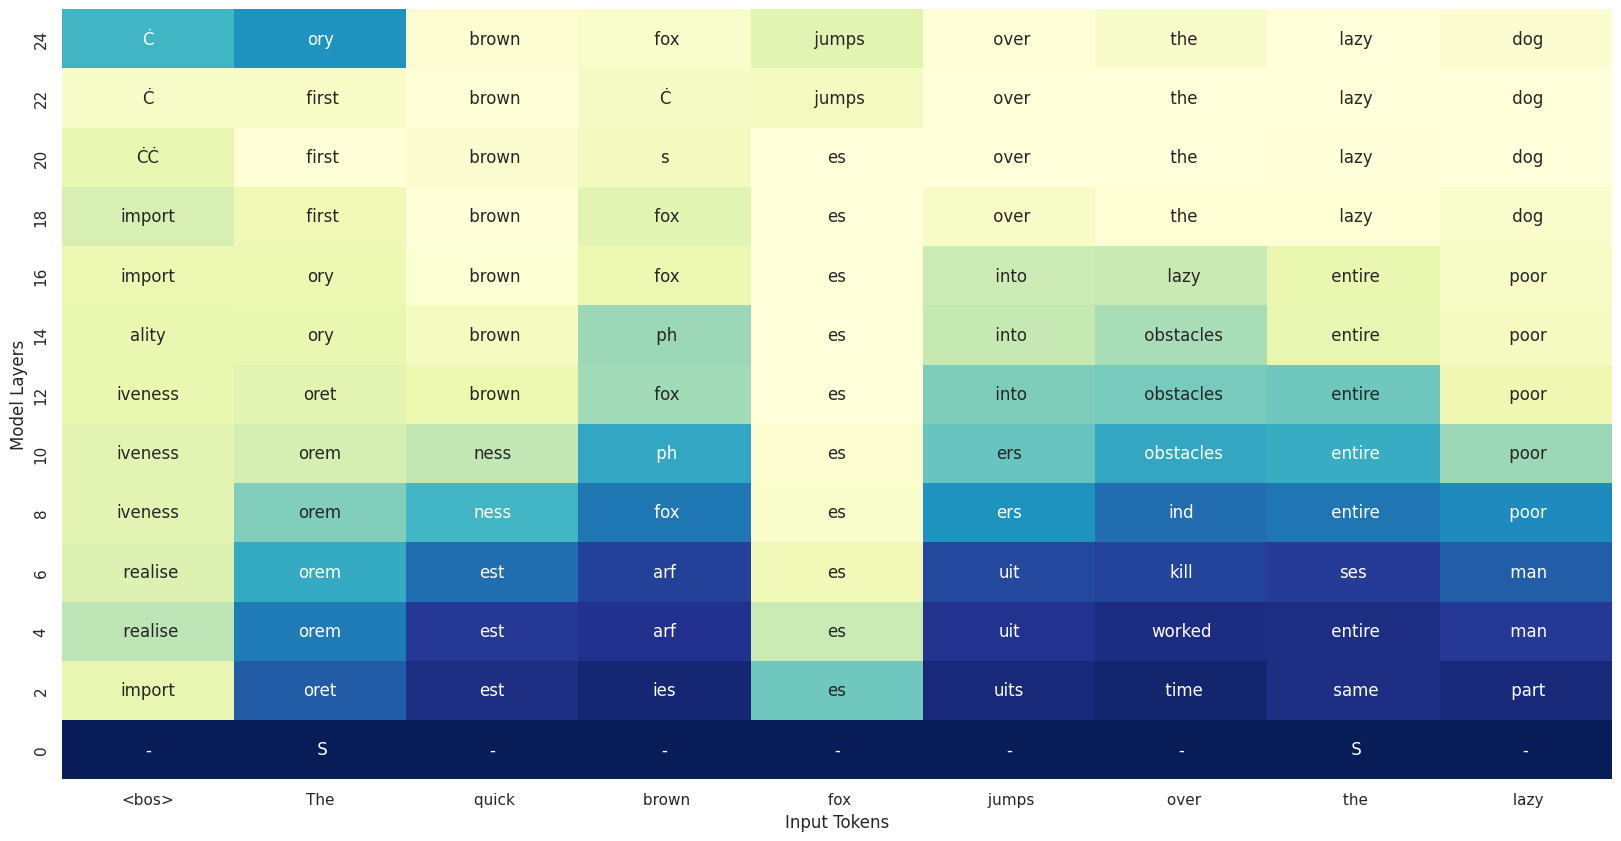 24 Ċ ory brown fox jumps over the lazy dog
22 Ċ first brown Ċ jumps over the lazy dog
20 ĊĊ first brown s es over the lazy dog
18 import first brown fox es over the lazy dog
16 import ory brown fox es into lazy entire poor
14 ality ory brown ph es into obstacles entire poor
12 iveness oret brown fox es into obstacles entire poor
10 iveness orem ness ph es ers obstacles entire poor
8 iveness orem ness fox es ers ind entire poor
6 realise orem est arf es uit kill ses man
4 realise orem est arf es uit worked entire man
2 import oret est ies es uits time same part
0 - S - - - - - S -
Model Layers
<bos> The quick brown fox jumps over the lazy
Input Tokens